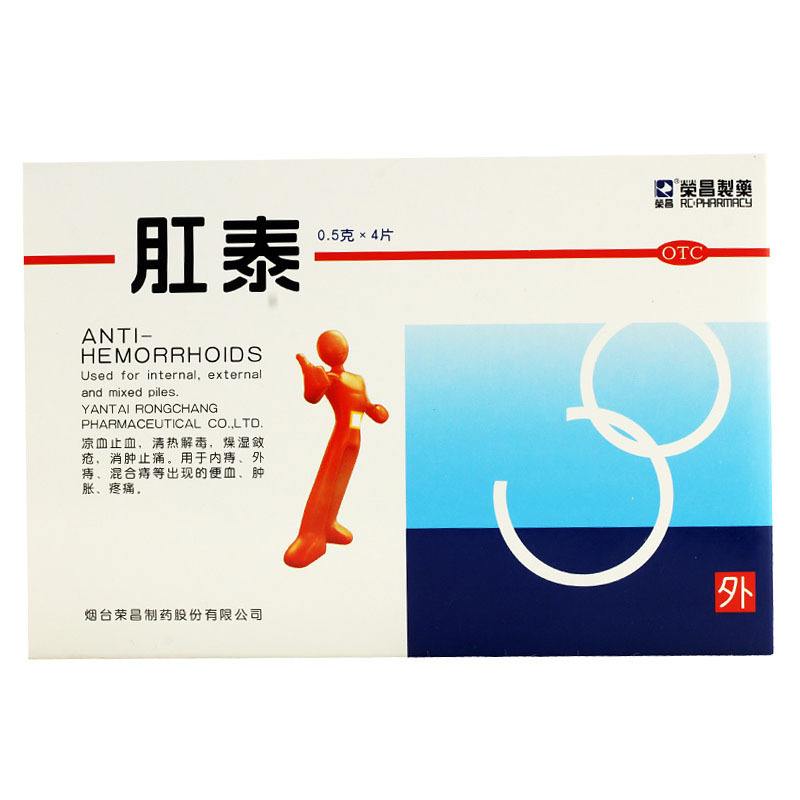 榮昌製藥
榮昌 RC·PHARMACY
肛泰 0.5克×4片
OTC
ANTI-
HEMORRHOIDS
Used for internal, external
and mixed piles.
YANTAI RONGCHANG
PHARMACEUTICAL CO.,LTD.
凉血止血，清热解毒，燥湿敛
疮，消肿止痛。用于内痔、外
痔、混合痔等出现的便血、肿
胀、疼痛。
外
烟台荣昌制药股份有限公司